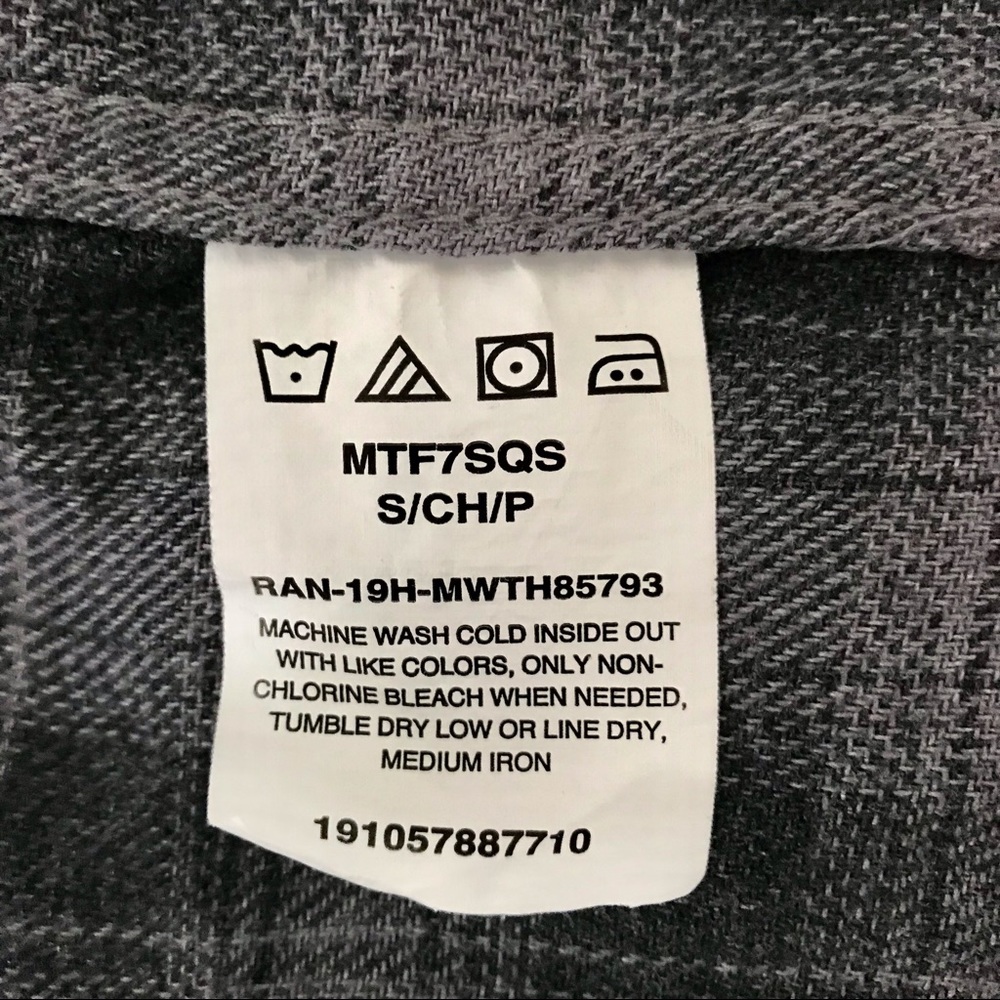 MTF7SQS
S/CH/P
RAN-19H-MWTH85793
MACHINE WASH COLD INSIDE OUT
WITH LIKE COLORS, ONLY NON-
CHLORINE BLEACH WHEN NEEDED,
TUMBLE DRY LOW OR LINE DRY,
MEDIUM IRON
191057887710